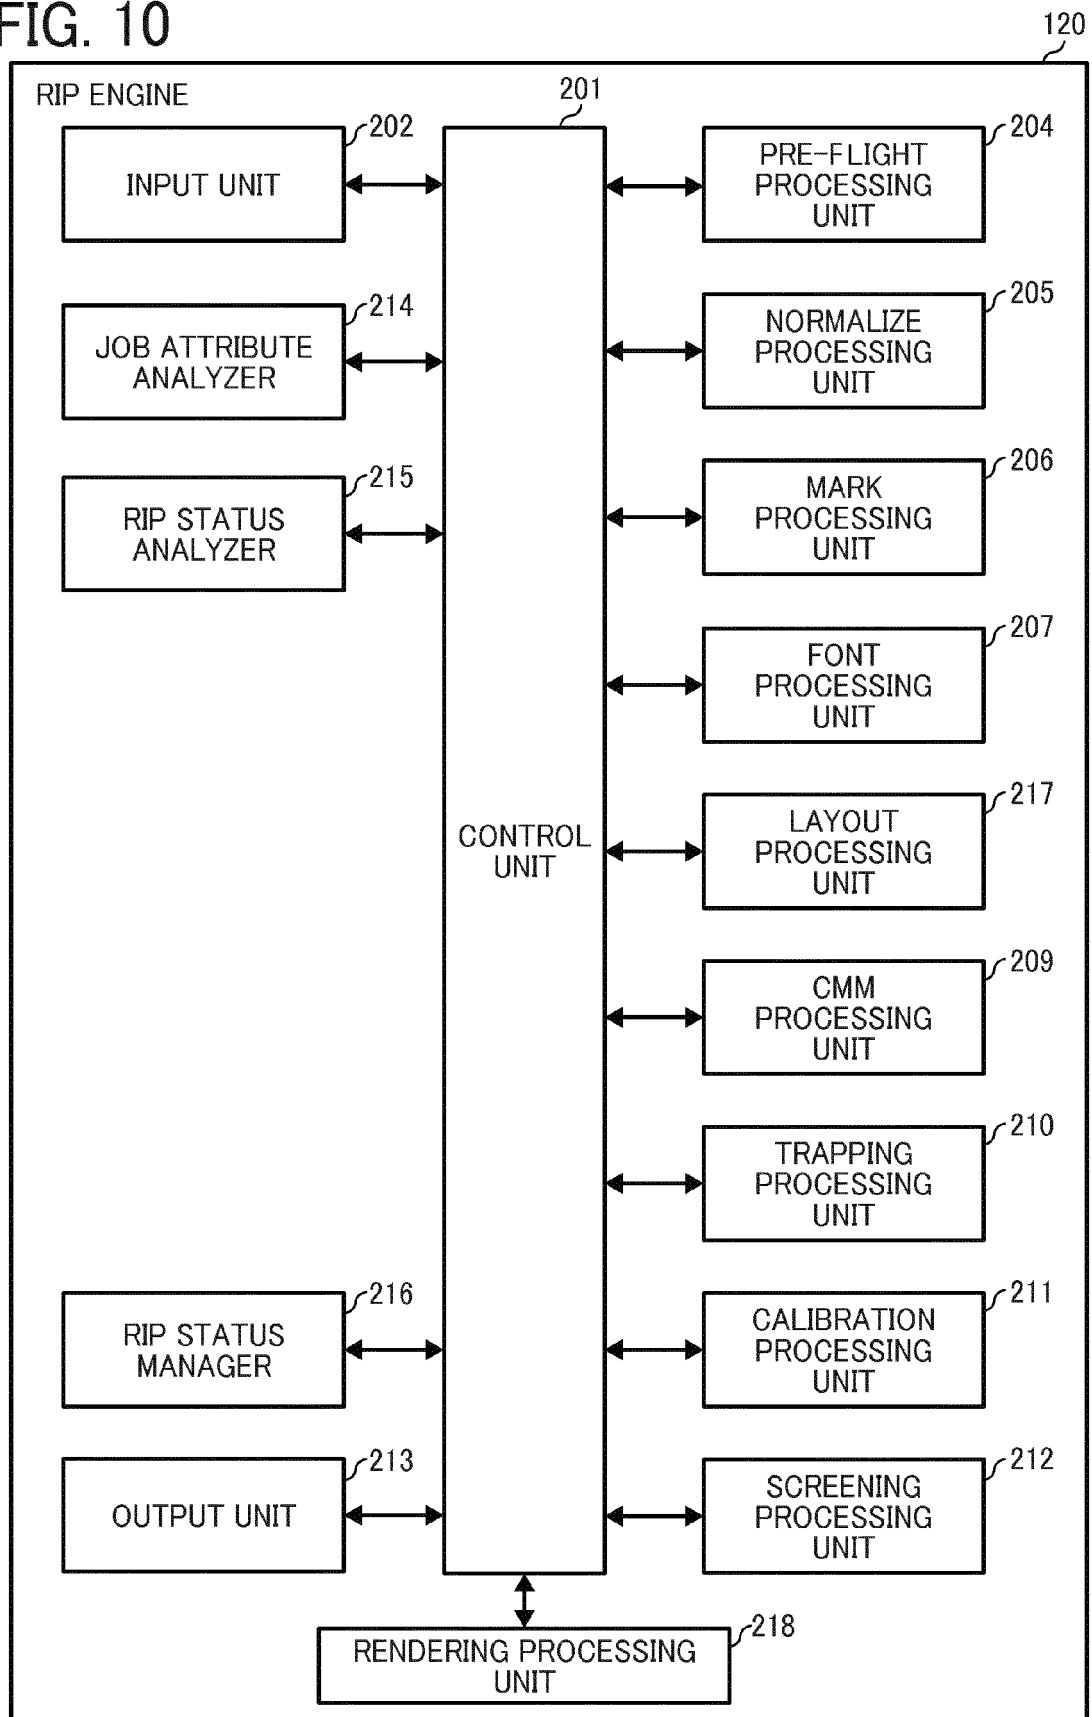 FIG. 10
120
RIP ENGINE
201
202
INPUT UNIT
204
PRE-FLIGHT
PROCESSING
UNIT
214
JOB ATTRIBUTE
ANALYZER
205
NORMALIZE
PROCESSING
UNIT
215
RIP STATUS
ANALYZER
206
MARK
PROCESSING
UNIT
207
FONT
PROCESSING
UNIT
CONTROL
UNIT
217
LAYOUT
PROCESSING
UNIT
209
CMM
PROCESSING
UNIT
210
TRAPPING
PROCESSING
UNIT
216
RIP STATUS
MANAGER
211
CALIBRATION
PROCESSING
UNIT
213
OUTPUT UNIT
212
SCREENING
PROCESSING
UNIT
218
RENDERING PROCESSING
UNIT